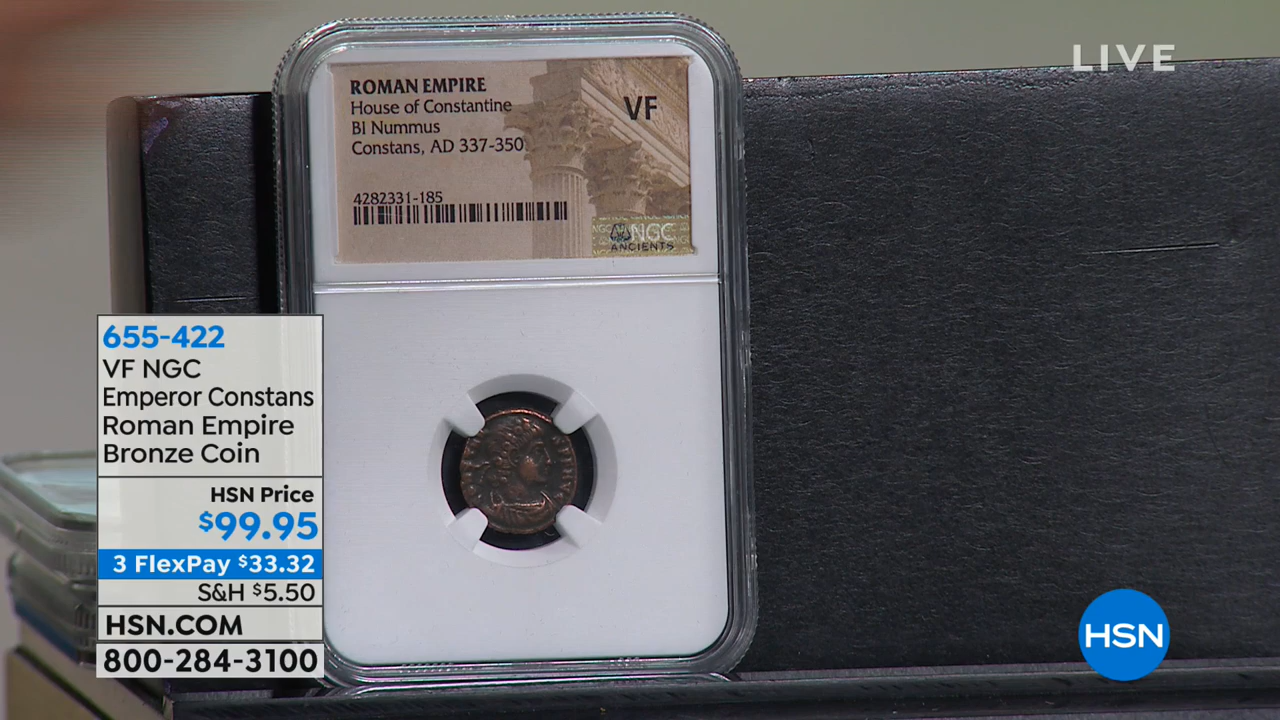 LIVE
ROMAN EMPIRE
House of Constantine
BI Nummus
Constans, AD 337-350
VF
4282331-185
NGC
ANCIENTS
655-422
VF NGC
Emperor Constans
Roman Empire
Bronze Coin
HSN Price
$99.95
3 FlexPay $33.32
S&H $5.50
HSN.COM
800-284-3100
HSN